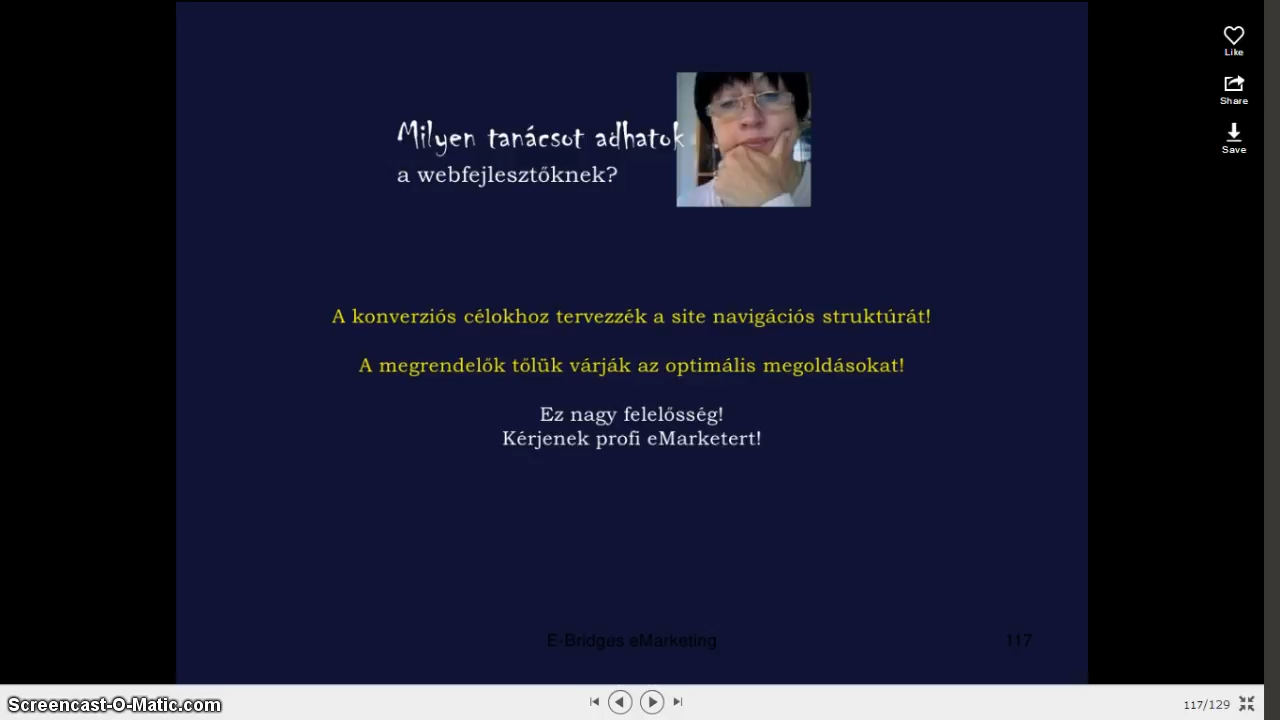 Like
Share
Save
Milyen tanácsot adhatok
a webfejlesztőknek?
A konverziós célokhoz tervezzék a site navigációs struktúrát!
A megrendelők tőlük várják az optimális megoldásokat!
Ez nagy felelősség!
Kérjenek profi eMarketert!
E-Bridges eMarketing
117
Screencast-O-Matic.com
117/129